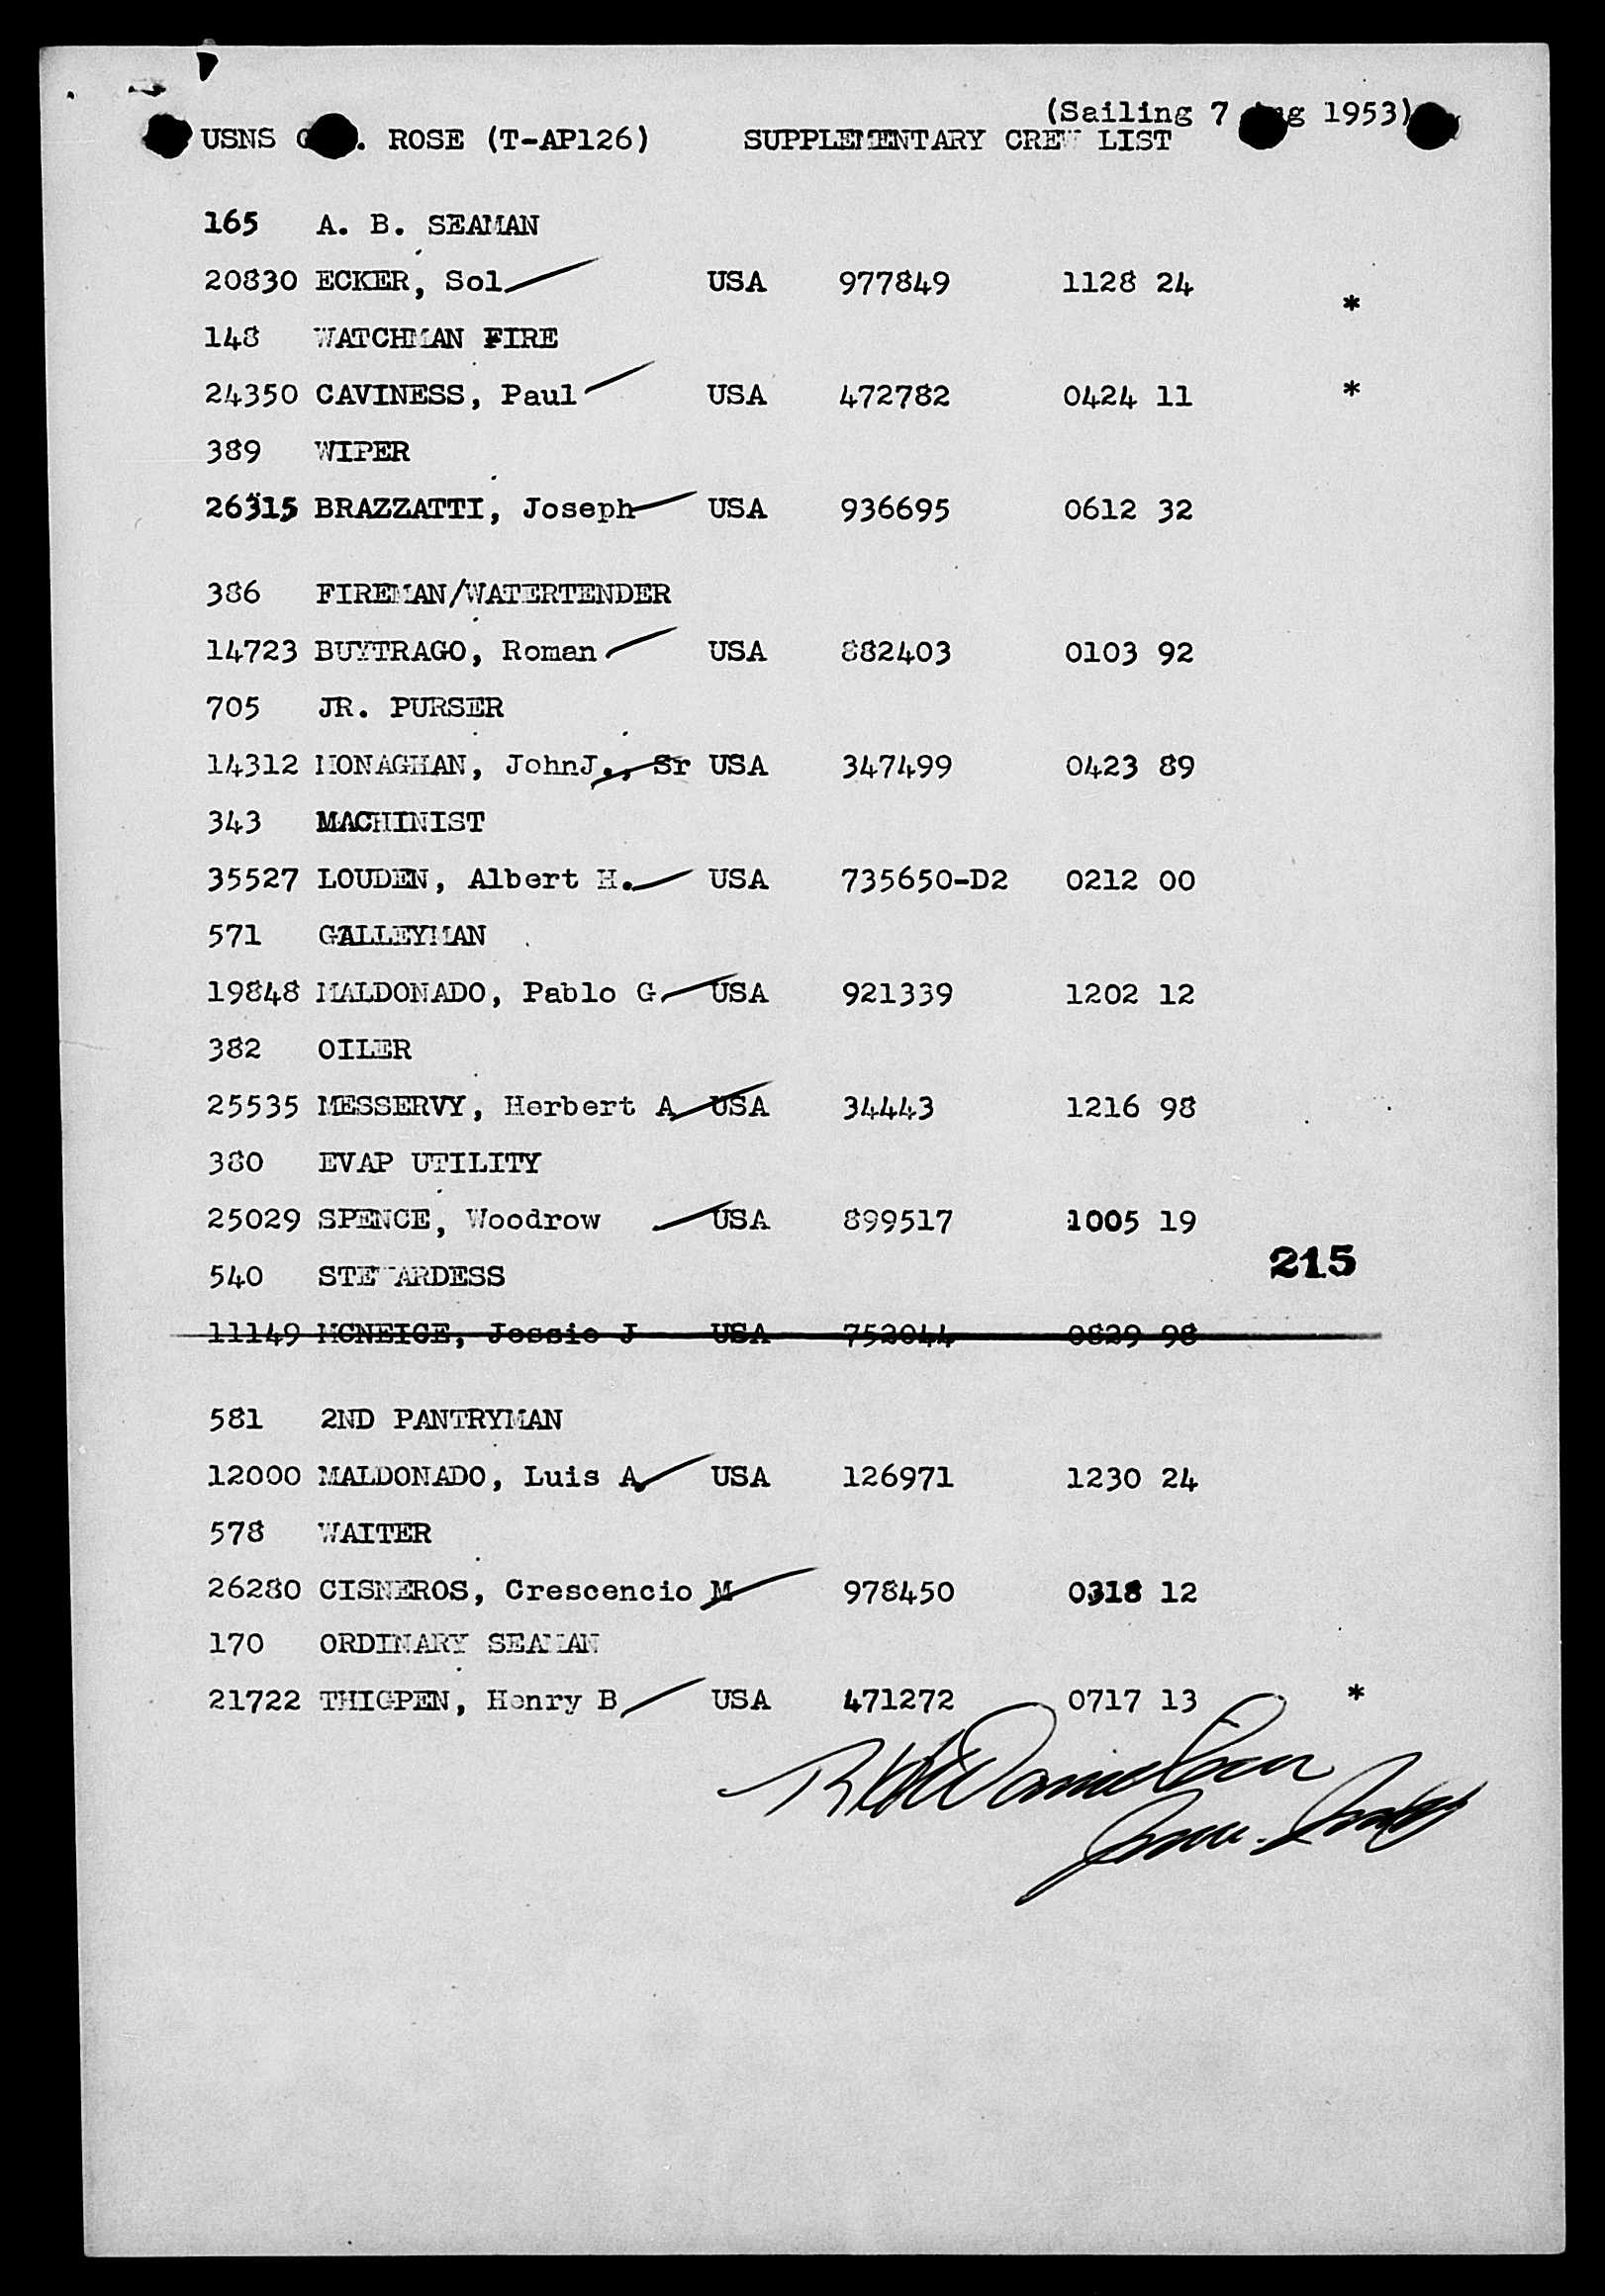 (Sailing 7 1953)
USNS ROSE (T-AP126) SUPPLEMENTARY CREW LIST
165 A. B. SEAMAN
20830 ECKER, Sol USA 977849 1128 24
*
148 WATCHMAN FIRE
24350 CAVINESS, Paul USA 472782 0424 11 *
389 WIPER
26315 BRAZZATTI, Joseph USA 936695 0612 32
386 FIREMAN/WATERTENDER
14723 BUYTRAGO, Roman USA 882403 0103 92
705 JR. PURSER
14312 MONAGHAN, JohnJ., Sr USA 347499 0423 89
343 MACHINIST
35527 LOUDEN, Albert H. USA 735650-D2 0212 00
571 GALLEYMAN
19848 MALDONADO, Pablo G. USA 921339 1202 12
382 OILER
25535 MESSERVY, Herbert A USA 34443 1216 98
380 EVAP UTILITY
25029 SPENCE, Woodrow USA 899517 1005 19
215
540 STEWARDESS
11149 MCNEIGE, Jessie J USA 752044 0829 98
581 2ND PANTRYMAN
12000 MALDONADO, Luis A. USA 126971 1230 24
578 WAITER
26280 CISNEROS, Crescencio M 978450 0318 12
170 ORDINARY SEAMAN
21722 THIGPEN, Henry B USA 471272 0717 13 *